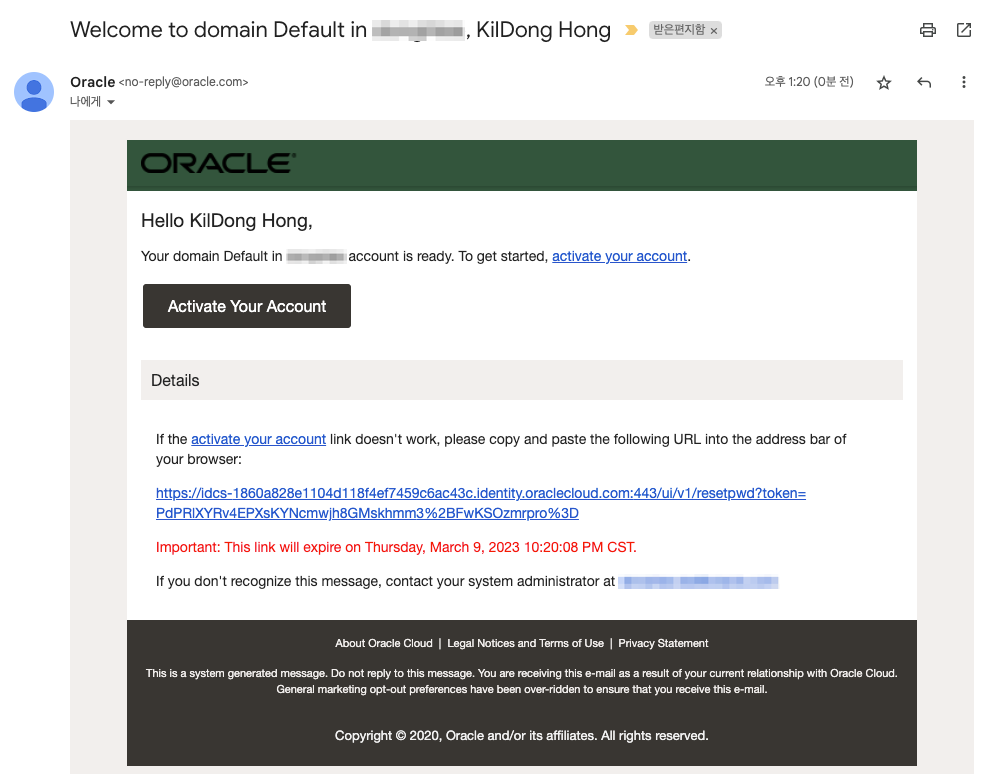 Welcome to domain Default in , KilDong Hong 받은편지함 ×
Oracle <no-reply@oracle.com> 오후 1:20 (0분 전)
나에게
ORACLE®
Hello KilDong Hong,
Your domain Default in account is ready. To get started, activate your account.
Activate Your Account
Details
If the activate your account link doesn't work, please copy and paste the following URL into the address bar of
your browser:
https://idcs-1860a828e1104d118f4ef7459c6ac43c.identity.oraclecloud.com:443/ui/v1/resetpwd?token=
PdPRlXYRv4EPXsKYNcmwjh8GMskhmm3%2BFwKSOzmrpro%3D
Important: This link will expire on Thursday, March 9, 2023 10:20:08 PM CST.
If you don't recognize this message, contact your system administrator at
About Oracle Cloud | Legal Notices and Terms of Use | Privacy Statement
This is a system generated message. Do not reply to this message. You are receiving this e-mail as a result of your current relationship with Oracle Cloud.
General marketing opt-out preferences have been over-ridden to ensure that you receive this e-mail.
Copyright © 2020, Oracle and/or its affiliates. All rights reserved.